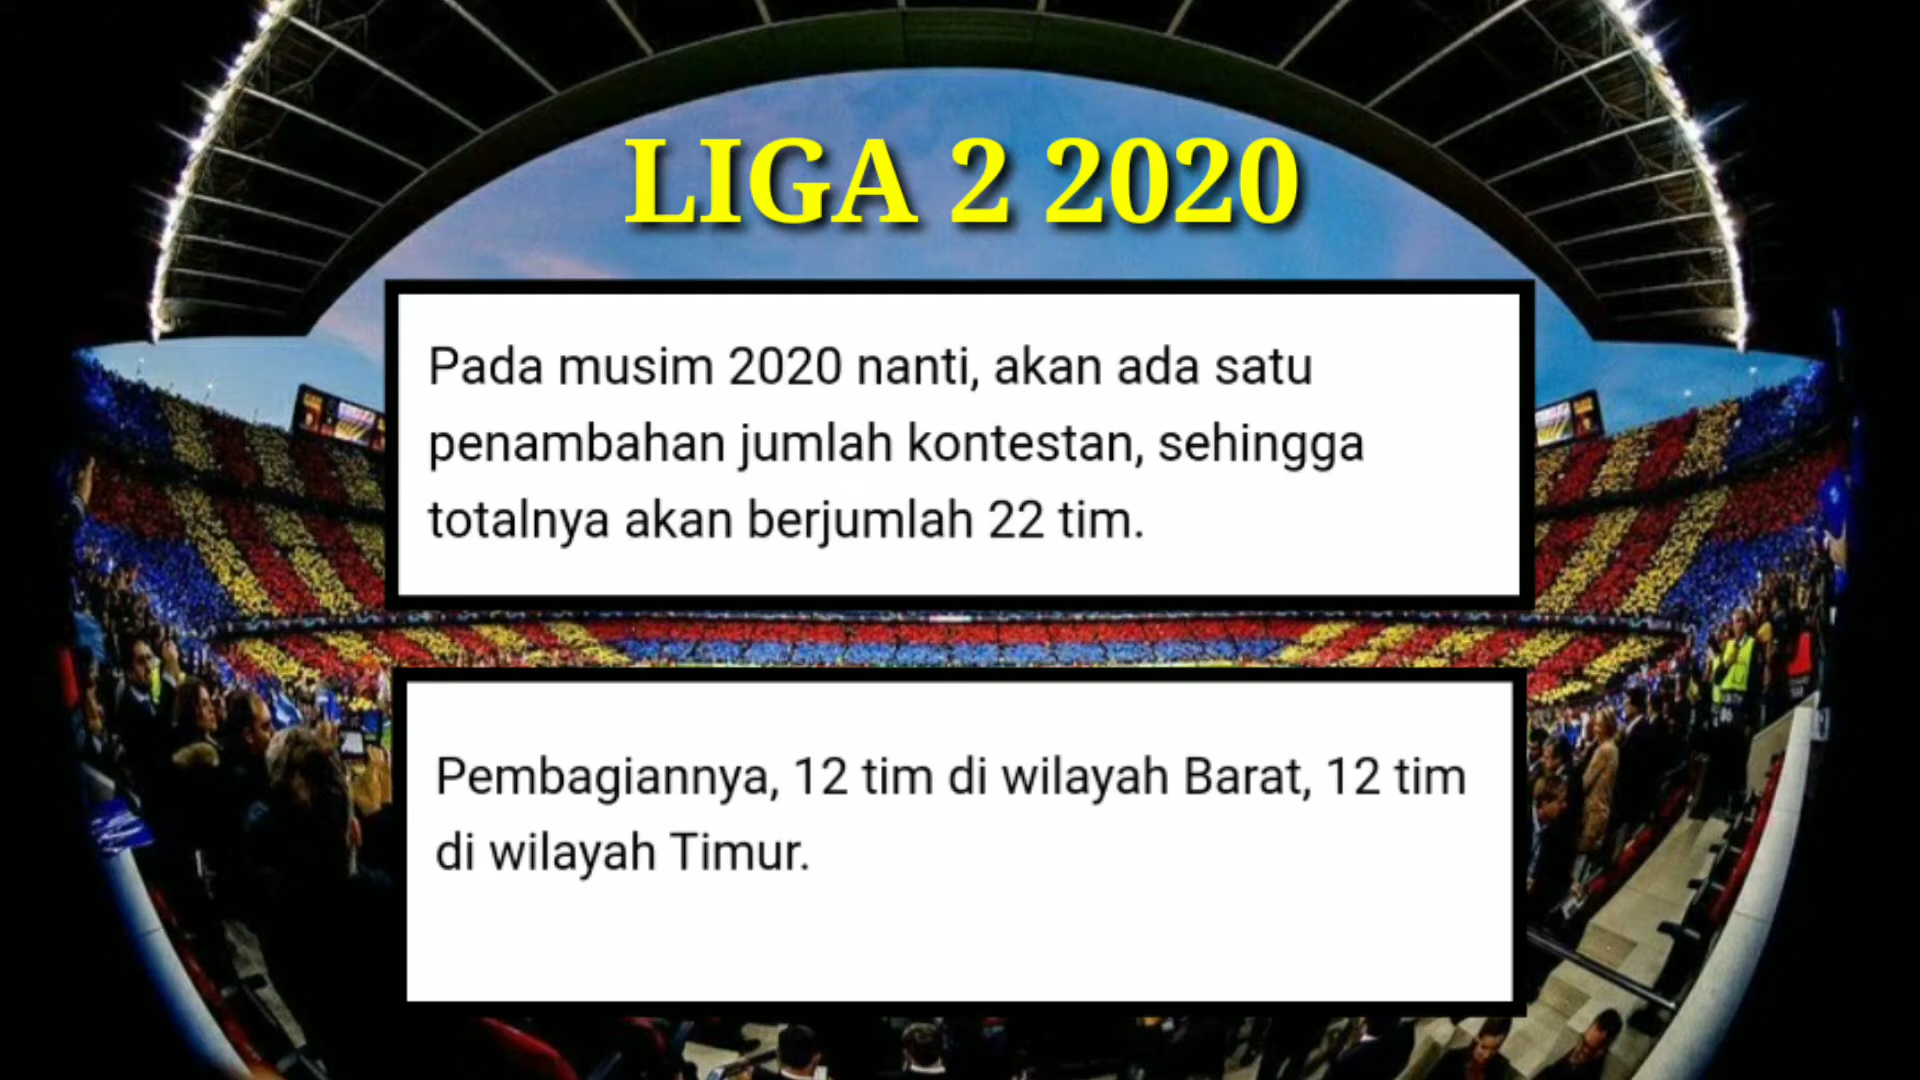 LIGA 2 2020
Pada musim 2020 nanti, akan ada satu
penambahan jumlah kontestan, sehingga
totalnya akan berjumlah 22 tim.
Pembagiannya, 12 tim di wilayah Barat, 12 tim
di wilayah Timur.